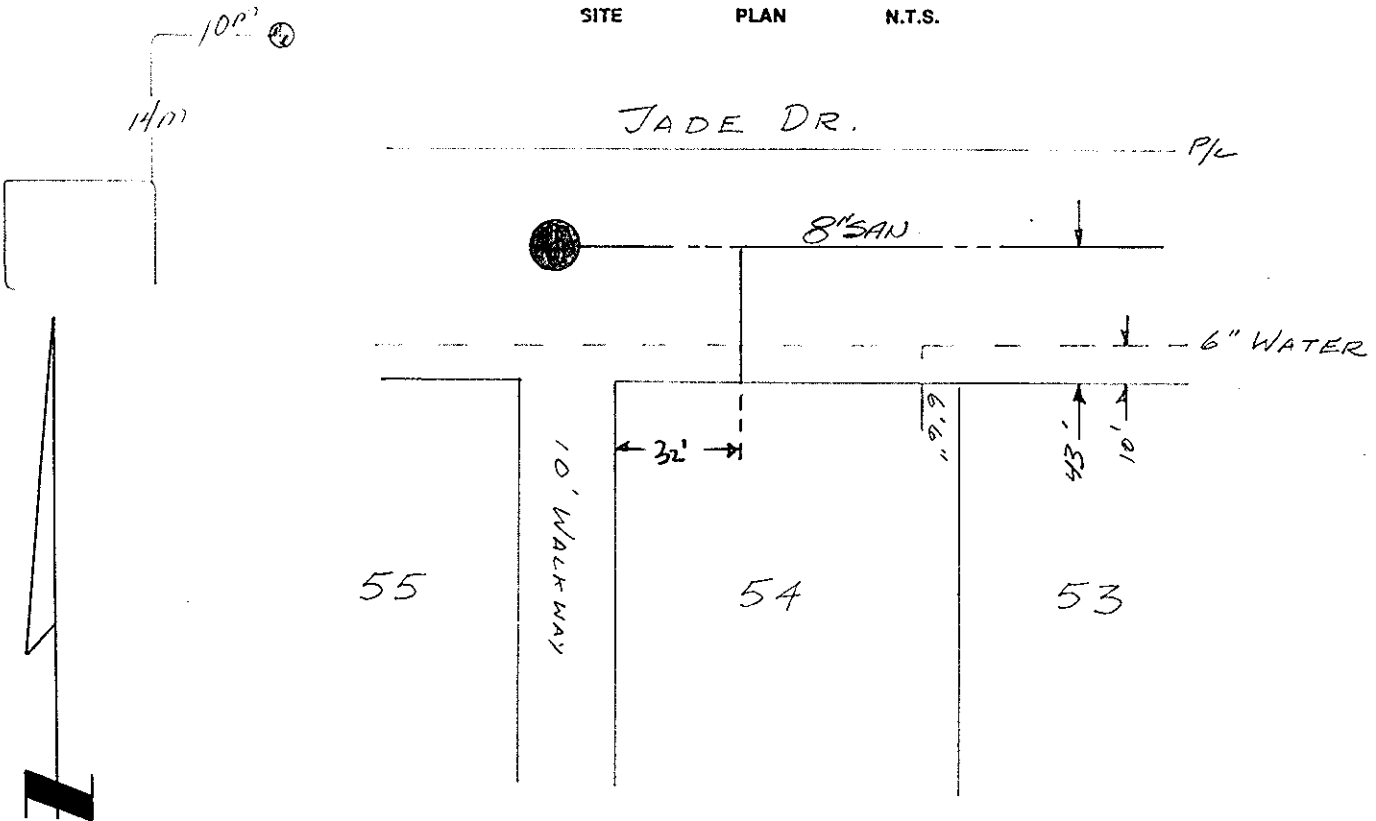 SITE PLAN N.T.S.
JADE DR.
P/L
8" SAN
6" WATER
32'
43'
10'
10' WALKWAY
55
54
53